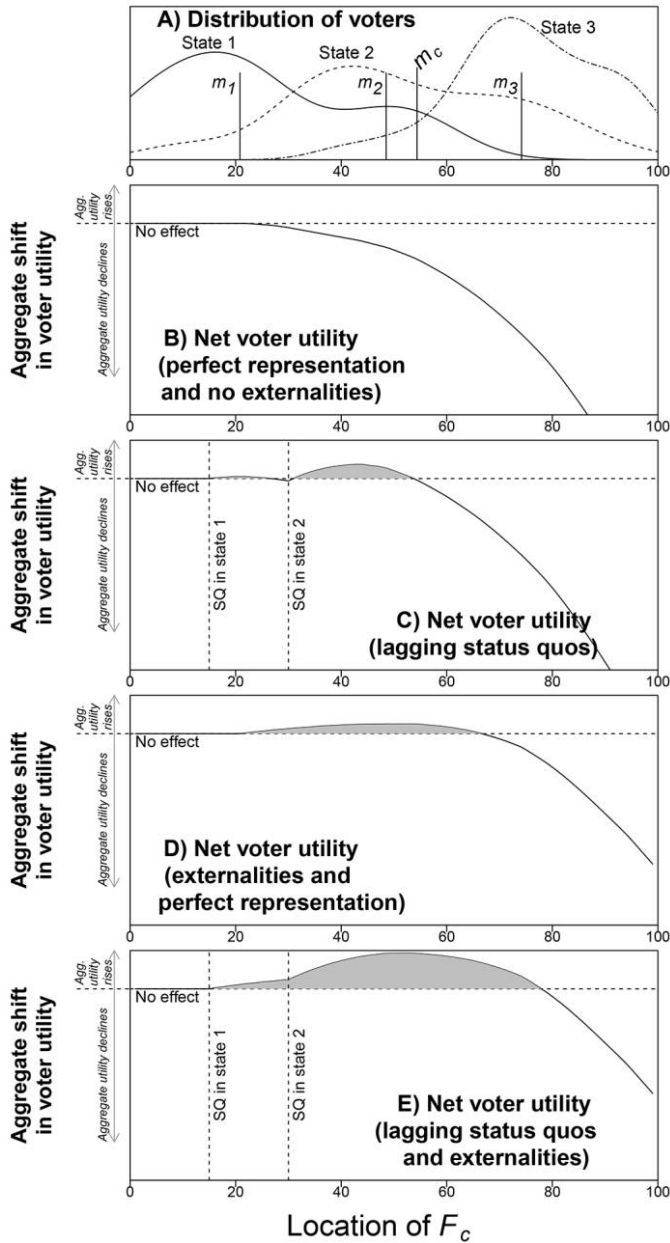 A) Distribution of voters
State 1
State 2
State 3
m1
m2
mc
m3
0 20 40 60 80 100
Aggregate shift
in voter utility
Agg.
utility
rises
Aggregate utility declines
No effect
B) Net voter utility
(perfect representation
and no externalities)
0 20 40 60 80 100
Aggregate shift
in voter utility
Agg.
utility
rises
Aggregate utility declines
No effect
SQ in state 1
SQ in state 2
C) Net voter utility
(lagging status quos)
0 20 40 60 80 100
Aggregate shift
in voter utility
Agg.
utility
rises
Aggregate utility declines
No effect
D) Net voter utility
(externalities and
perfect representation)
0 20 40 60 80 100
Aggregate shift
in voter utility
Agg.
utility
rises
Aggregate utility declines
No effect
SQ in state 1
SQ in state 2
E) Net voter utility
(lagging status quos
and externalities)
0 20 40 60 80 100
Location of Fc